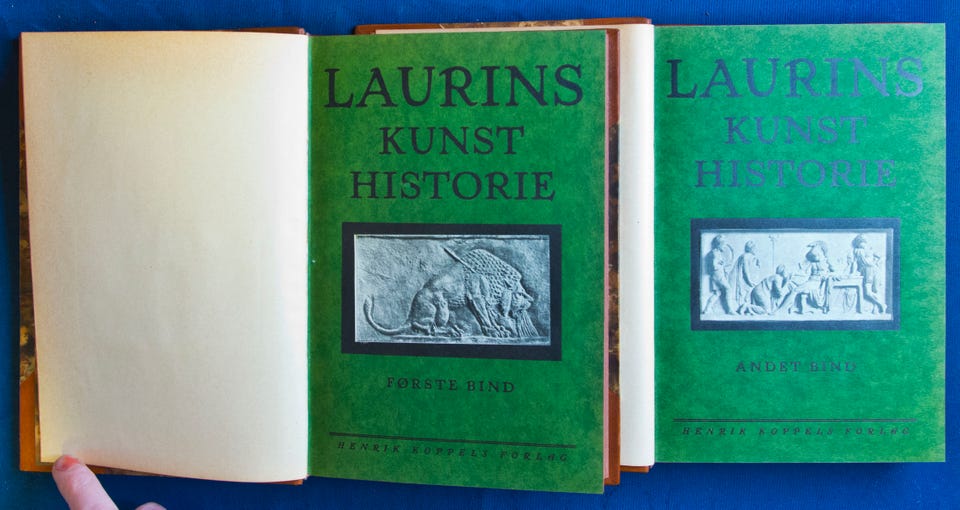 LAURINS
KUNST
HISTORIE
FØRSTE BIND
HENRIK KOPPELS FORLAG
LAURINS
KUNST
HISTORIE
ANDET BIND
HENRIK KOPPELS FORLAG